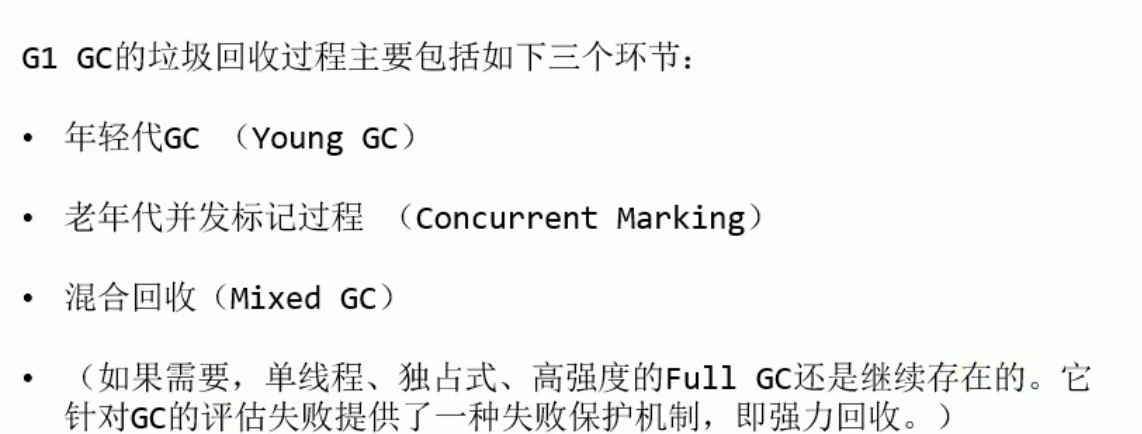 G1 GC的垃圾回收过程主要包括如下三个环节：
• 年轻代GC （Young GC）
• 老年代并发标记过程 （Concurrent Marking）
• 混合回收（Mixed GC）
• （如果需要，单线程、独占式、高强度的Full GC还是继续存在的。它
针对GC的评估失败提供了一种失败保护机制，即强力回收。）